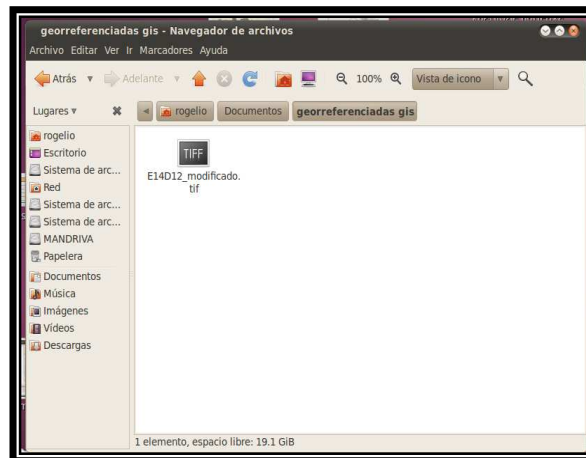 georreferenciadas gis - Navegador de archivos
Archivo Editar Ver Ir Marcadores Ayuda
Atrás Adelante 100% Vista de icono
Lugares rogelio Documentos georreferenciadas gis
rogelio
Escritorio
Sistema de arc...
Red
Sistema de arc...
Sistema de arc...
MANDRIVA
Papelera
Documentos
Música
Imágenes
Vídeos
Descargas
TIFF
E14D12_modificado.
tif
1 elemento, espacio libre: 19.1 GiB